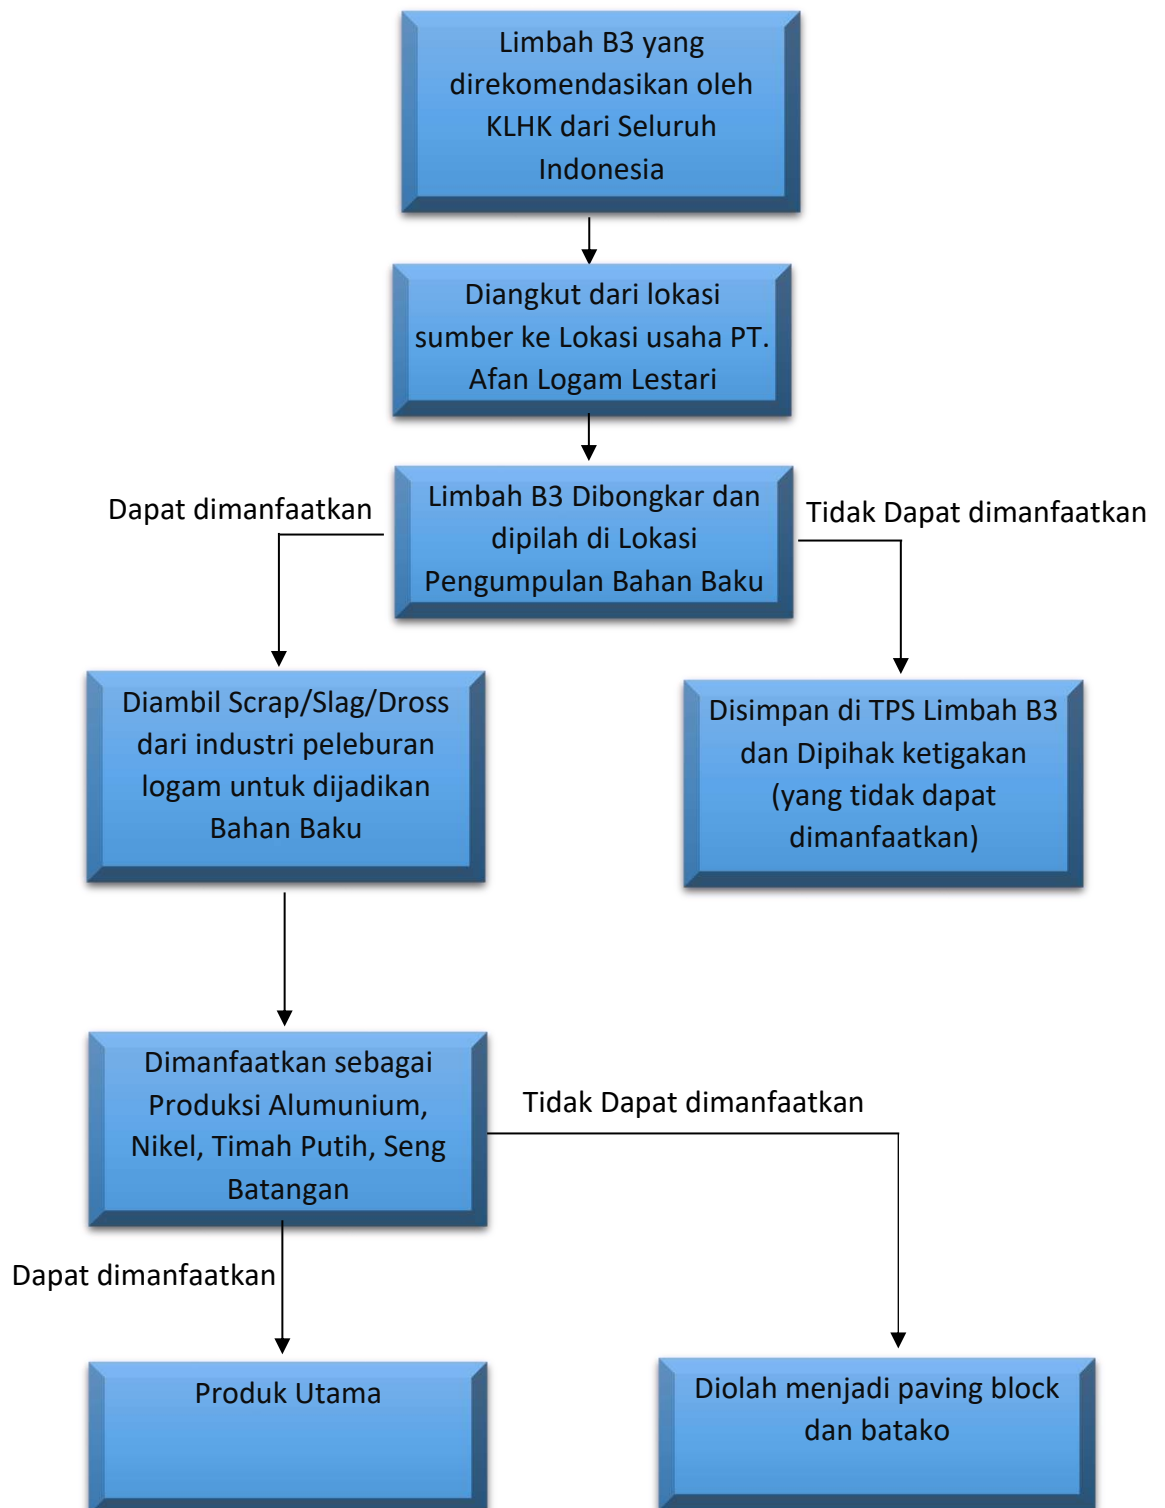 Limbah B3 yang
direkomendasikan oleh
KLHK dari Seluruh
Indonesia
Diangkut dari lokasi
sumber ke Lokasi usaha PT.
Afan Logam Lestari
Dapat dimanfaatkan
Limbah B3 Dibongkar dan
dipilah di Lokasi
Pengumpulan Bahan Baku
Tidak Dapat dimanfaatkan
Diambil Scrap/Slag/Dross
dari industri peleburan
logam untuk dijadikan
Bahan Baku
Disimpan di TPS Limbah B3
dan Dipihak ketigakan
(yang tidak dapat
dimanfaatkan)
Dimanfaatkan sebagai
Produksi Alumunium,
Nikel, Timah Putih, Seng
Batangan
Tidak Dapat dimanfaatkan
Dapat dimanfaatkan
Produk Utama
Diolah menjadi paving block
dan batako